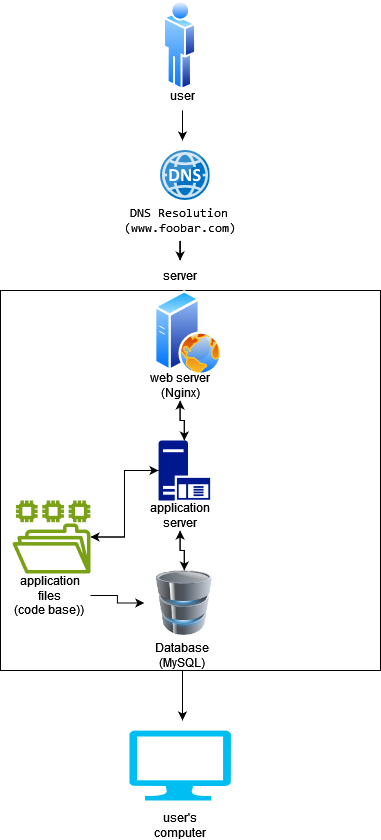 user
DNS
DNS Resolution
(www.foobar.com)
server
web server
(Nginx)
application
server
application
files
(code base))
Database
(MySQL)
user's
computer